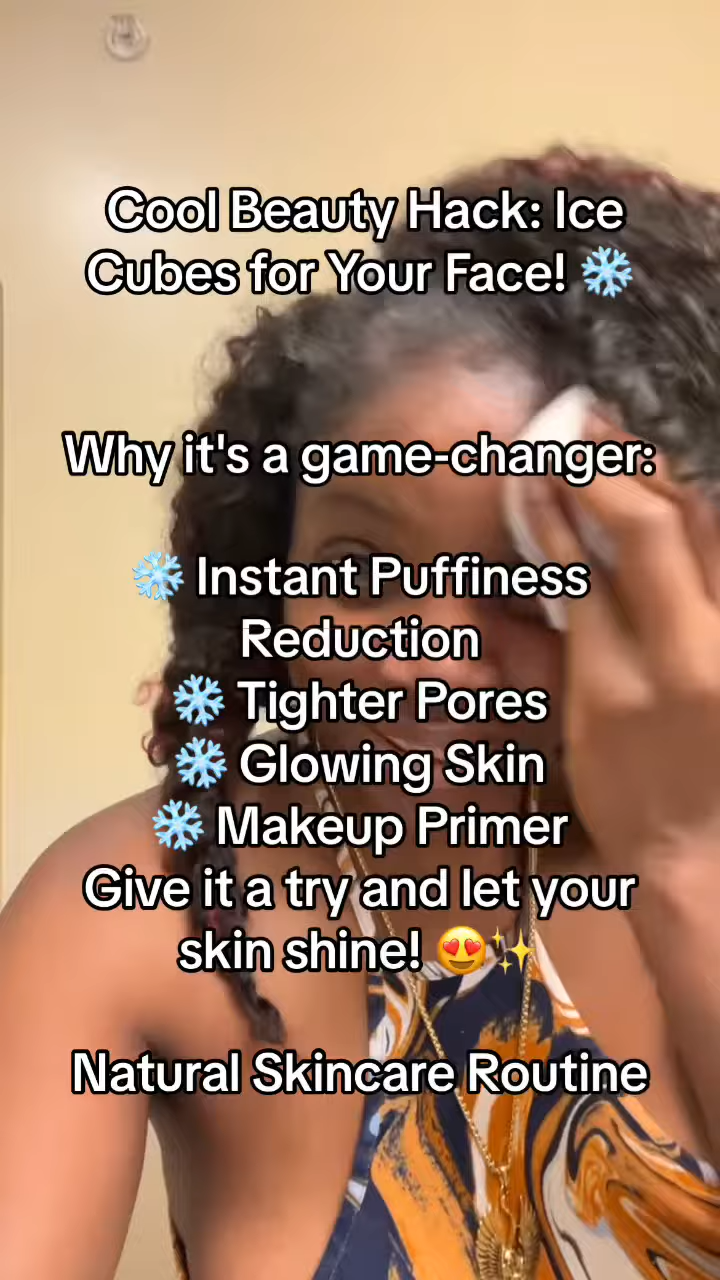 Cool Beauty Hack: Ice
Cubes for Your Face! ❄️
Why it's a game-changer:
❄️ Instant Puffiness
Reduction
❄️ Tighter Pores
❄️ Glowing Skin
❄️ Makeup Primer
Give it a try and let your
skin shine! 😍✨
Natural Skincare Routine